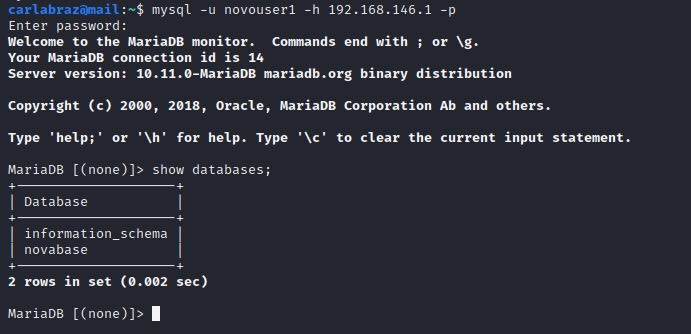 carlabraz@mail:~$ mysql -u novouser1 -h 192.168.146.1 -p
Enter password:
Welcome to the MariaDB monitor.  Commands end with ; or \g.
Your MariaDB connection id is 14
Server version: 10.11.0-MariaDB mariadb.org binary distribution
Copyright (c) 2000, 2018, Oracle, MariaDB Corporation Ab and others.
Type 'help;' or '\h' for help. Type '\c' to clear the current input statement.
MariaDB [(none)]> show databases;
+--------------------+
| Database           |
+--------------------+
| information_schema |
| novabase           |
+--------------------+
2 rows in set (0.002 sec)
MariaDB [(none)]>